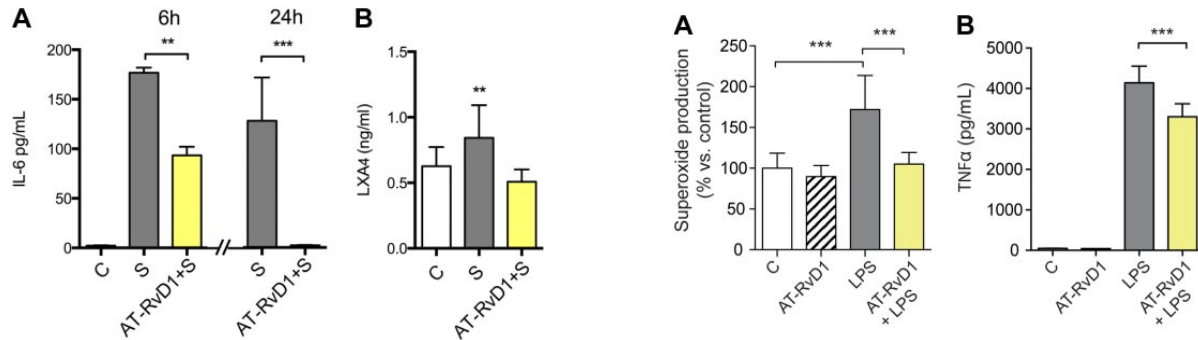 A
6h
24h
**
***
200
150
100
50
0
IL-6 pg/mL
C
S
AT-RvD1+S
S
AT-RvD1+S
B
1.5
1.0
0.5
0.0
LXA4 (ng/ml)
**
C
S
AT-RvD1+S
A
***
***
250
200
150
100
50
0
Superoxide production
(% vs. control)
C
AT-RvD1
LPS
AT-RvD1
+ LPS
B
***
5000
4000
3000
2000
1000
0
TNFα (pg/mL)
C
AT-RvD1
LPS
AT-RvD1
+ LPS